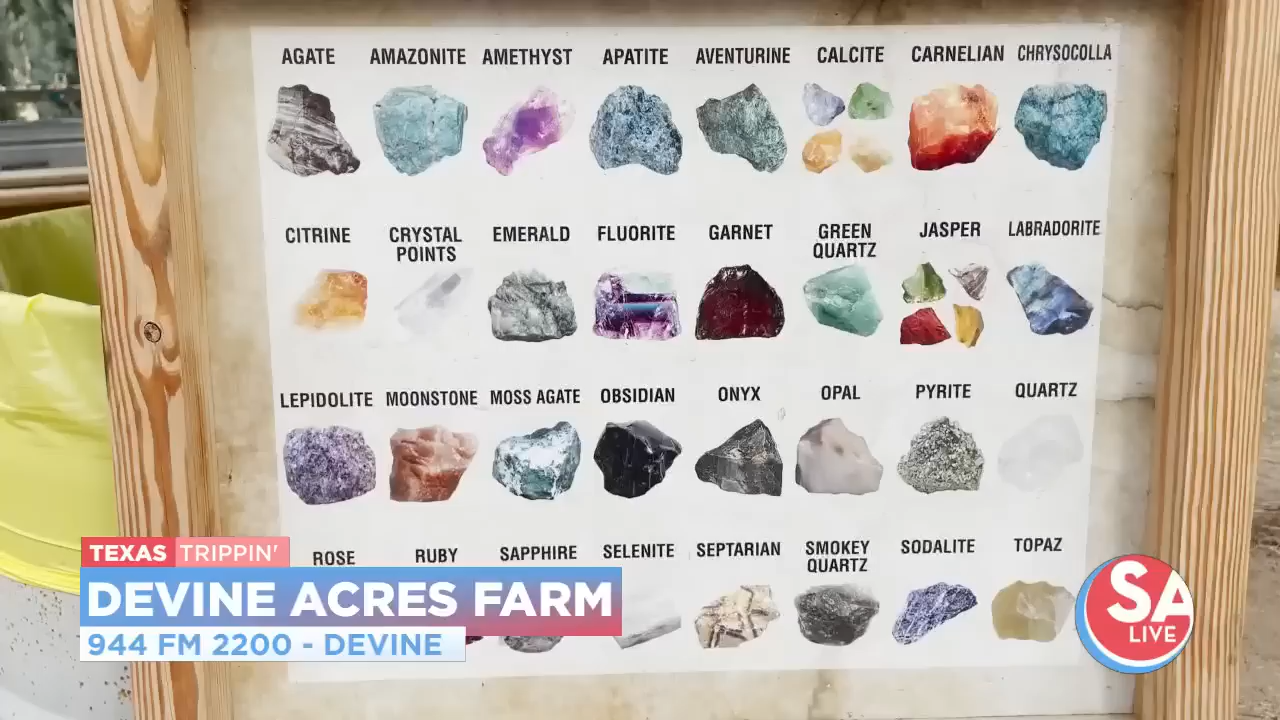 AGATE AMAZONITE AMETHYST APATITE AVENTURINE CALCITE CARNELIAN CHRYSOCOLLA
CITRINE CRYSTAL POINTS EMERALD FLUORITE GARNET GREEN QUARTZ JASPER LABRADORITE
LEPIDOLITE MOONSTONE MOSS AGATE OBSIDIAN ONYX OPAL PYRITE QUARTZ
ROSE RUBY SAPPHIRE SELENITE SEPTARIAN SMOKEY QUARTZ SODALITE TOPAZ
TEXAS TRIPPIN'
DEVINE ACRES FARM
944 FM 2200 - DEVINE
SA
LIVE